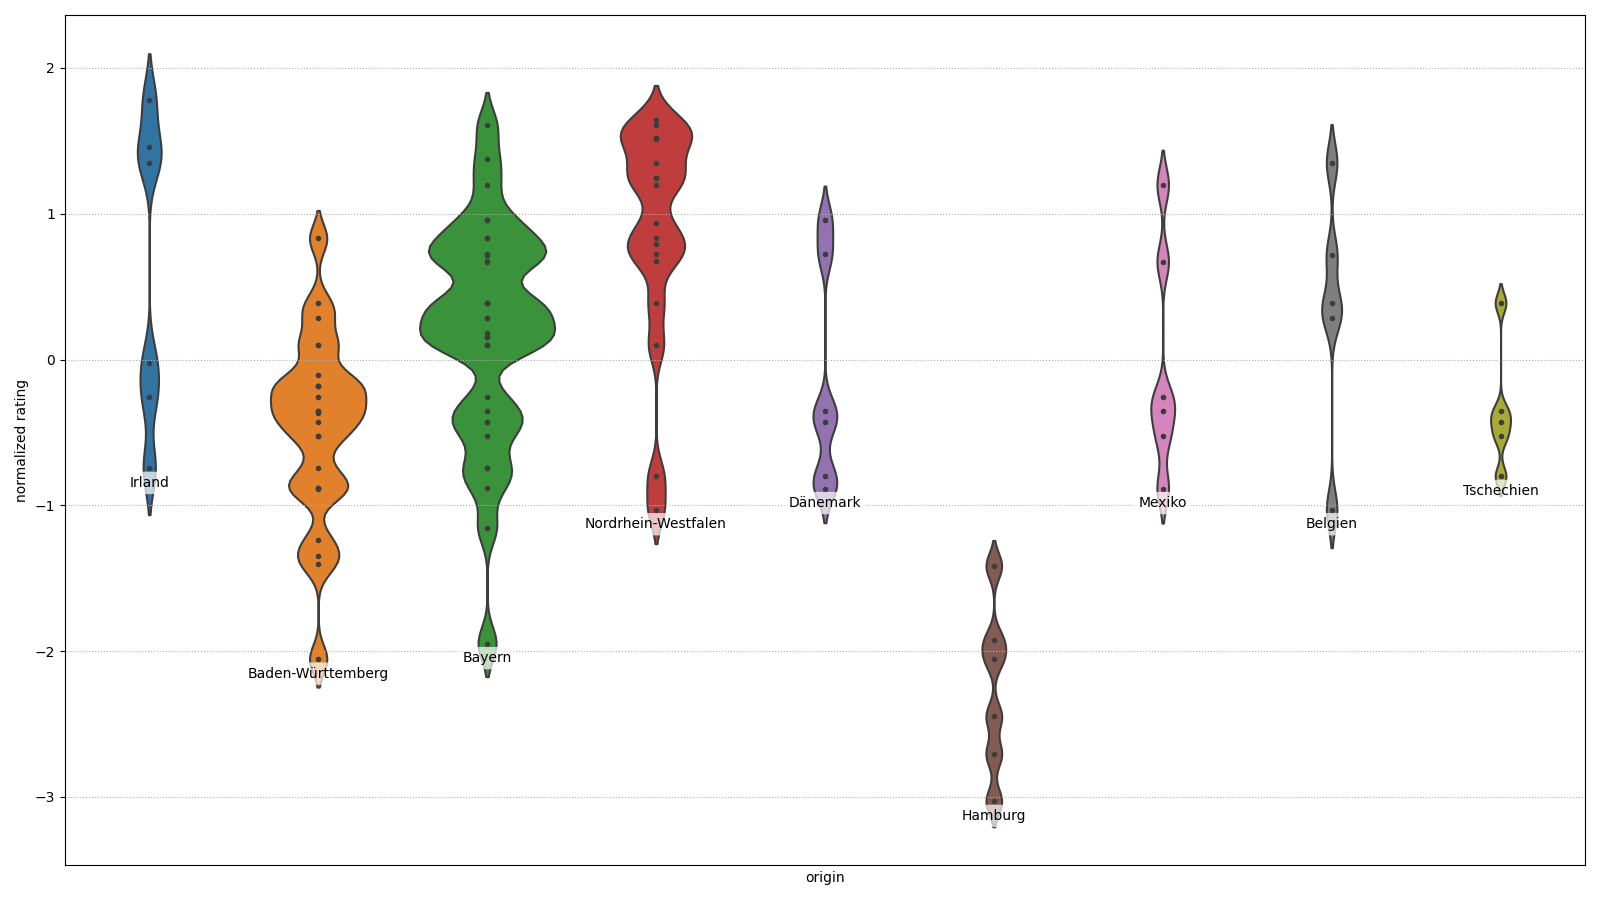 normalized rating
2
1
0
−1
−2
−3
Irland
Baden-Württemberg
Bayern
Nordrhein-Westfalen
Dänemark
Hamburg
Mexiko
Belgien
Tschechien
origin